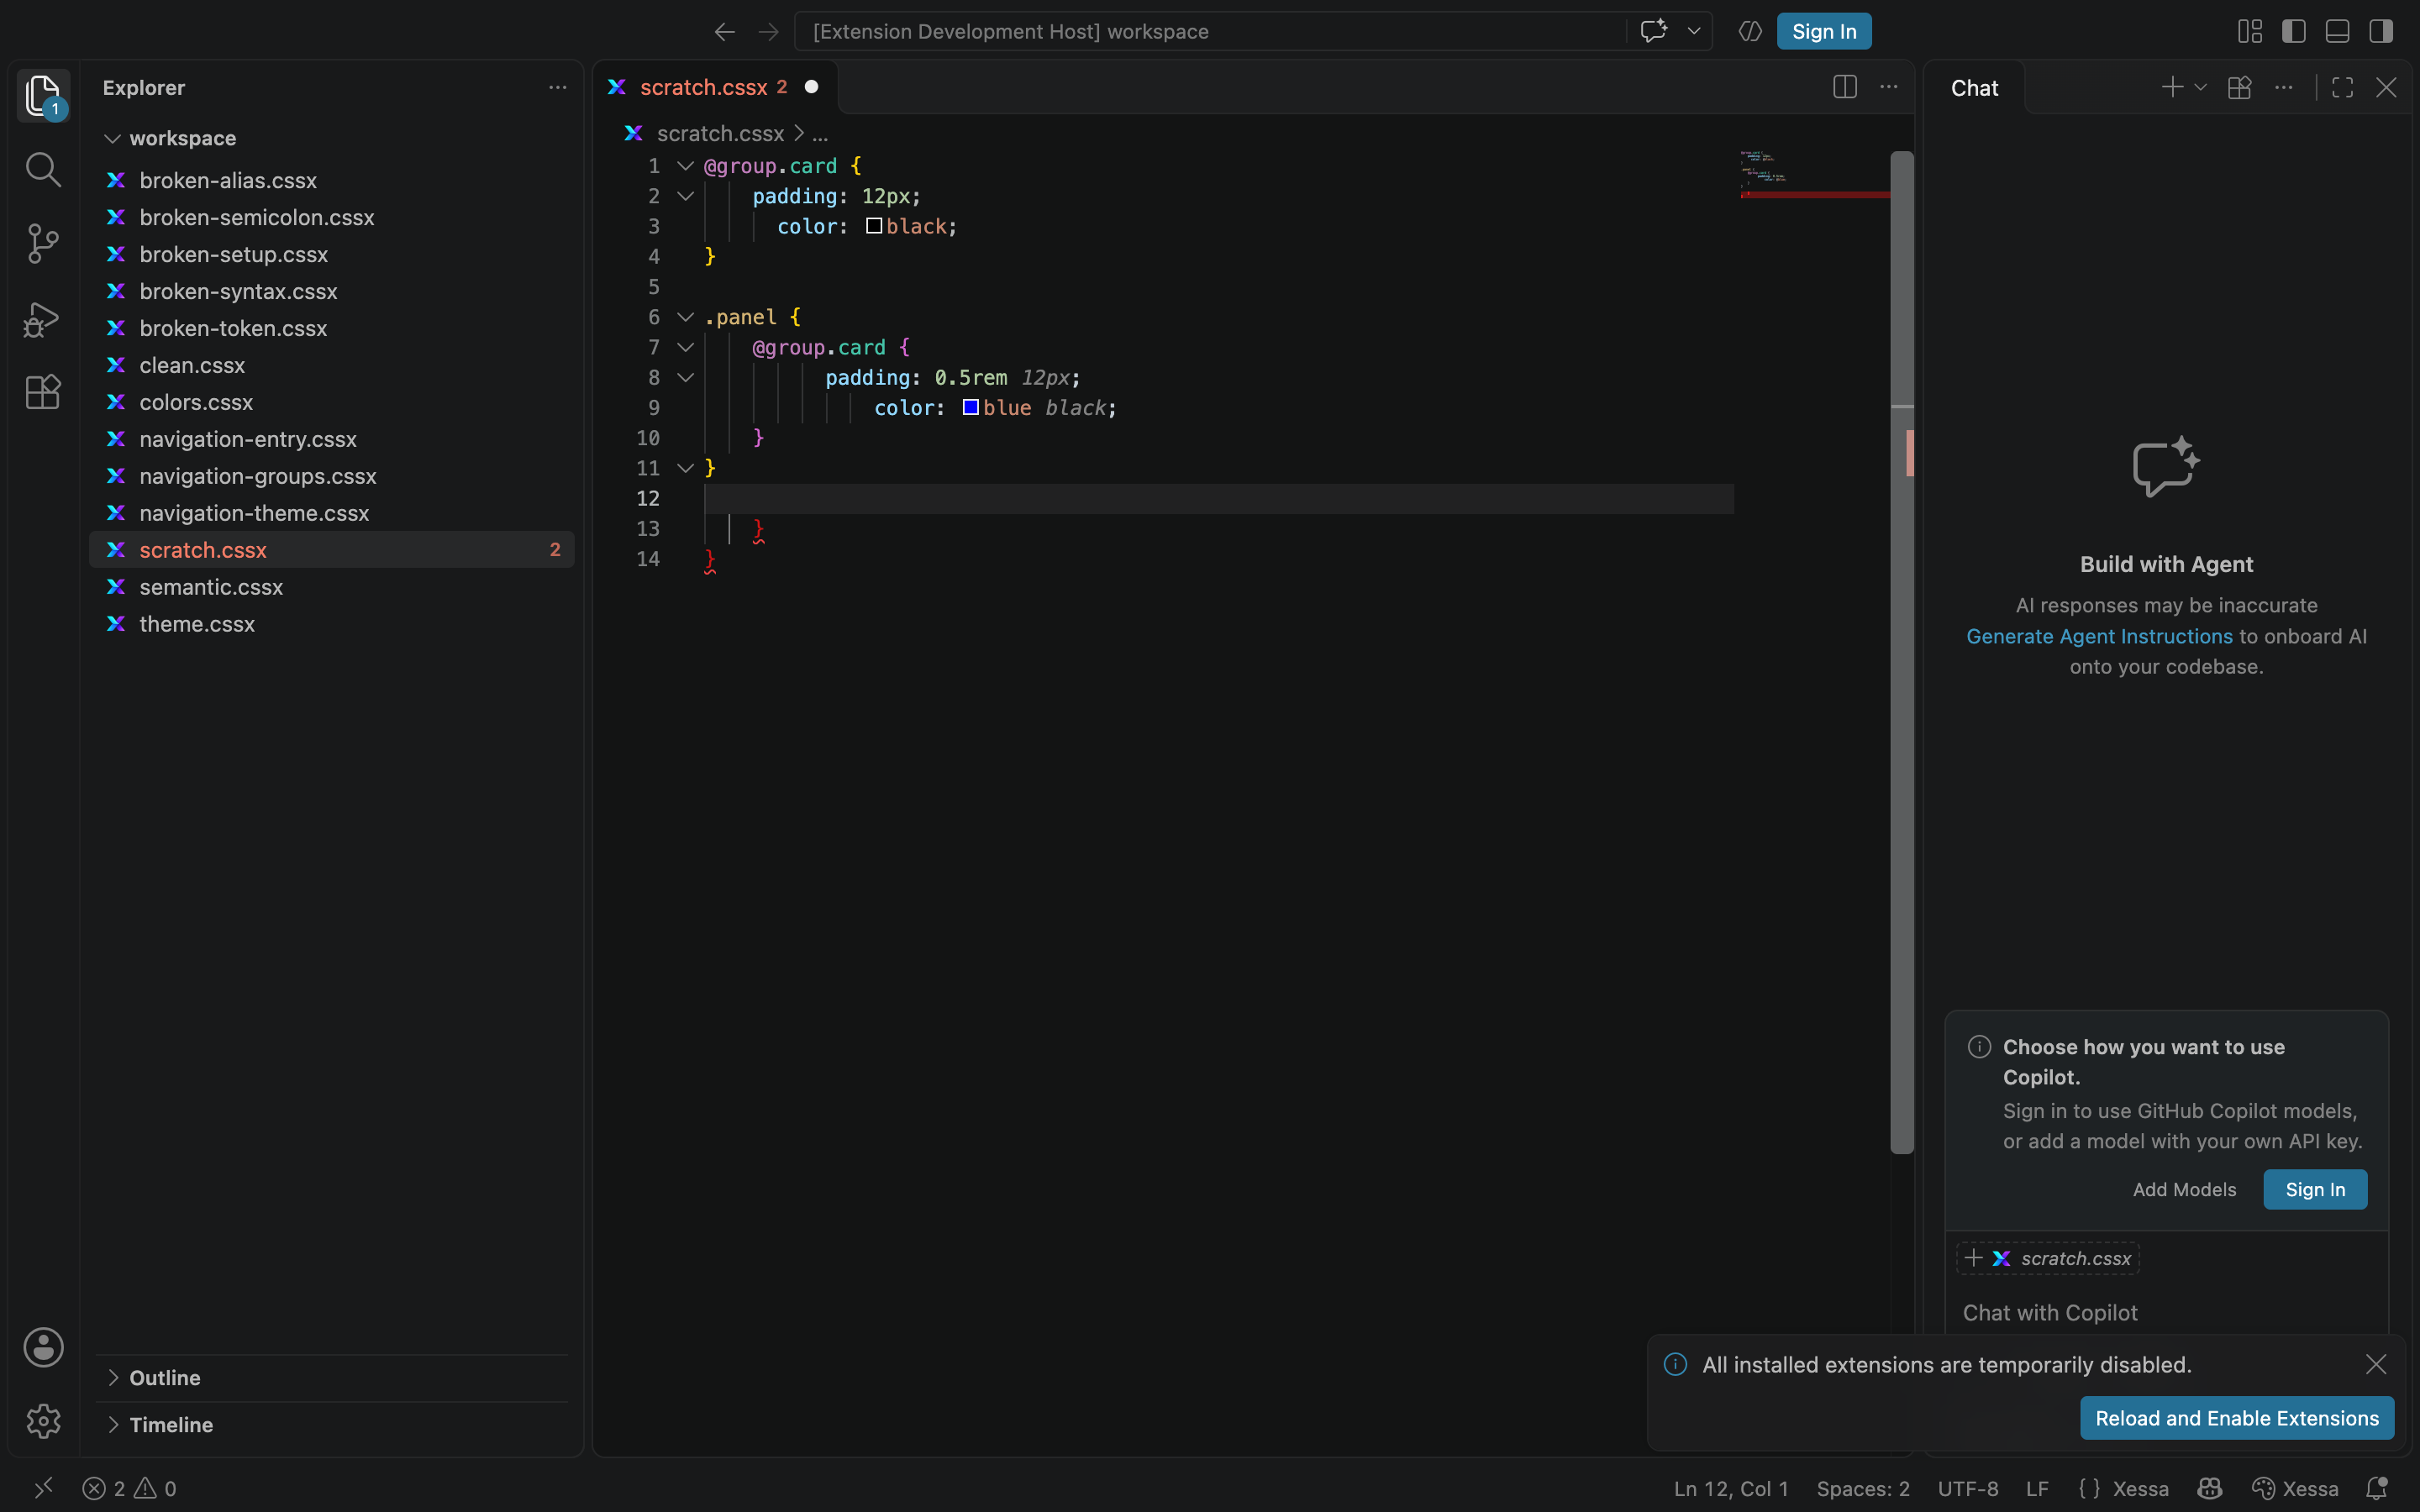 [Extension Development Host] workspace
Sign In
1
Explorer
workspace
broken-alias.cssx
broken-semicolon.cssx
broken-setup.cssx
broken-syntax.cssx
broken-token.cssx
clean.cssx
colors.cssx
navigation-entry.cssx
navigation-groups.cssx
navigation-theme.cssx
scratch.cssx 2
semantic.cssx
theme.cssx
Outline
Timeline
scratch.cssx 2
scratch.cssx > ...
1 @group.card {
2 padding: 12px;
3 color: black;
4 }
5
6 .panel {
7 @group.card {
8 padding: 0.5rem 12px;
9 color: blue black;
10 }
11 }
12
13 }
14 }
Chat
Build with Agent
AI responses may be inaccurate
Generate Agent Instructions to onboard AI
onto your codebase.
Choose how you want to use
Copilot.
Sign in to use GitHub Copilot models,
or add a model with your own API key.
Add Models Sign In
scratch.cssx
Chat with Copilot
All installed extensions are temporarily disabled.
Reload and Enable Extensions
2 0
Ln 12, Col 1 Spaces: 2 UTF-8 LF { } Xessa Xessa